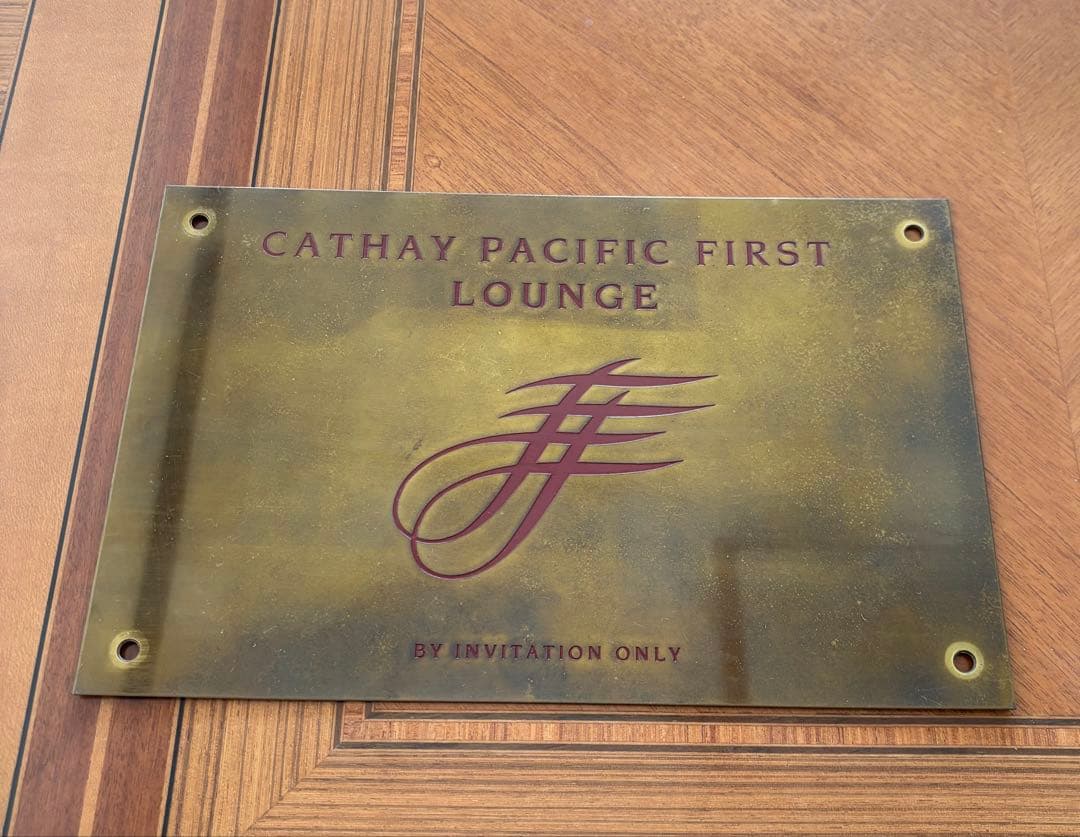 CATHAY PACIFIC FIRST
LOUNGE
BY INVITATION ONLY